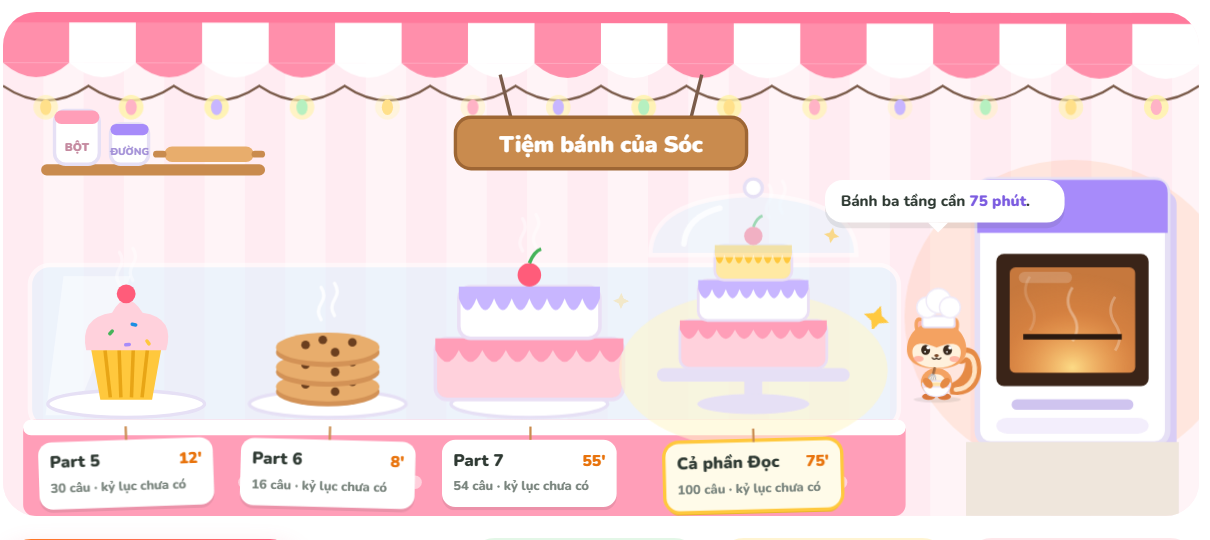 BỘT
ĐƯỜNG
Tiệm bánh của Sóc
Bánh ba tầng cần 75 phút.
Part 5 12'
30 câu · kỷ lục chưa có
Part 6 8'
16 câu · kỷ lục chưa có
Part 7 55'
54 câu · kỷ lục chưa có
Cả phần Đọc 75'
100 câu · kỷ lục chưa có